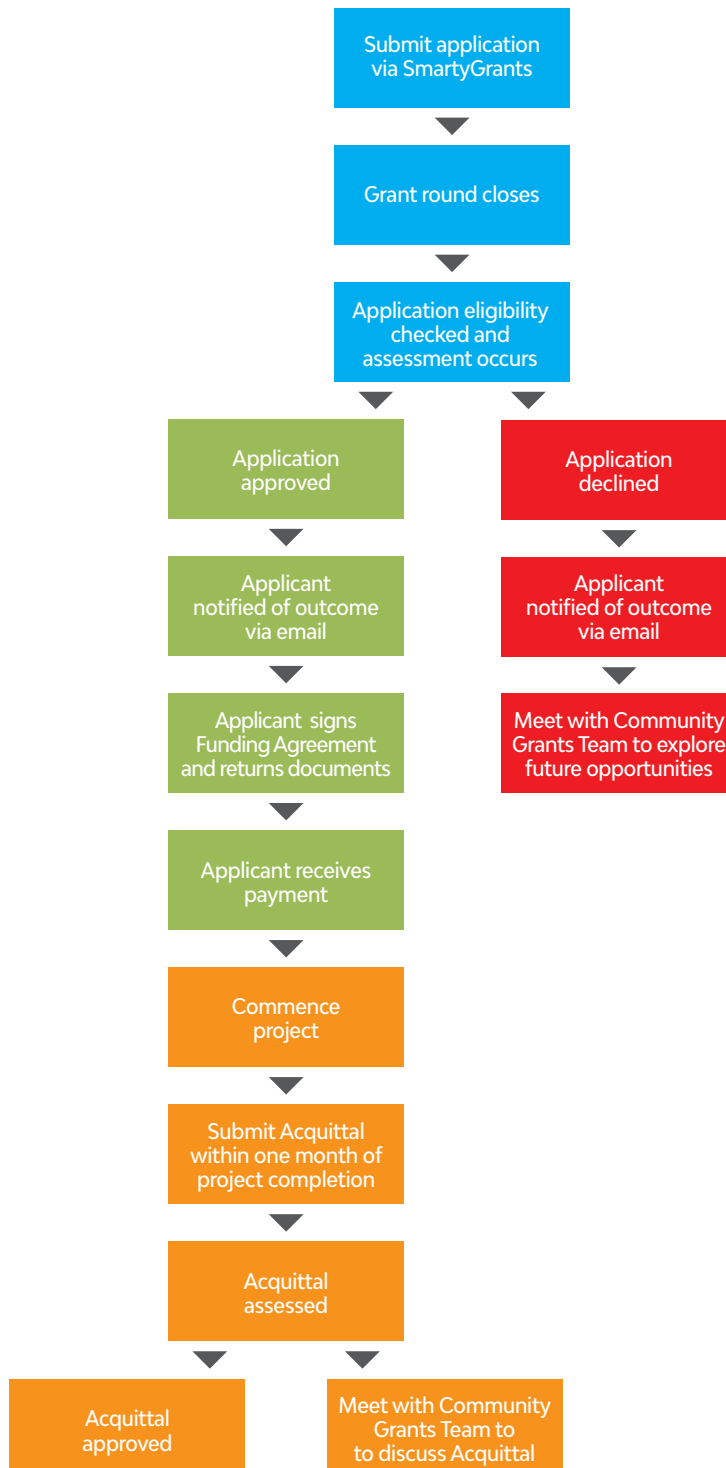 Submit application
via SmartyGrants
Grant round closes
Application eligibility
checked and
assessment occurs
Application
approved
Application
declined
Applicant
notified of outcome
via email
Applicant
notified of outcome
via email
Applicant signs
Funding Agreement
and returns documents
Meet with Community
Grants Team to explore
future opportunities
Applicant receives
payment
Commence
project
Submit Acquittal
within one month of
project completion
Acquittal
assessed
Acquittal
approved
Meet with Community
Grants Team to
to discuss Acquittal